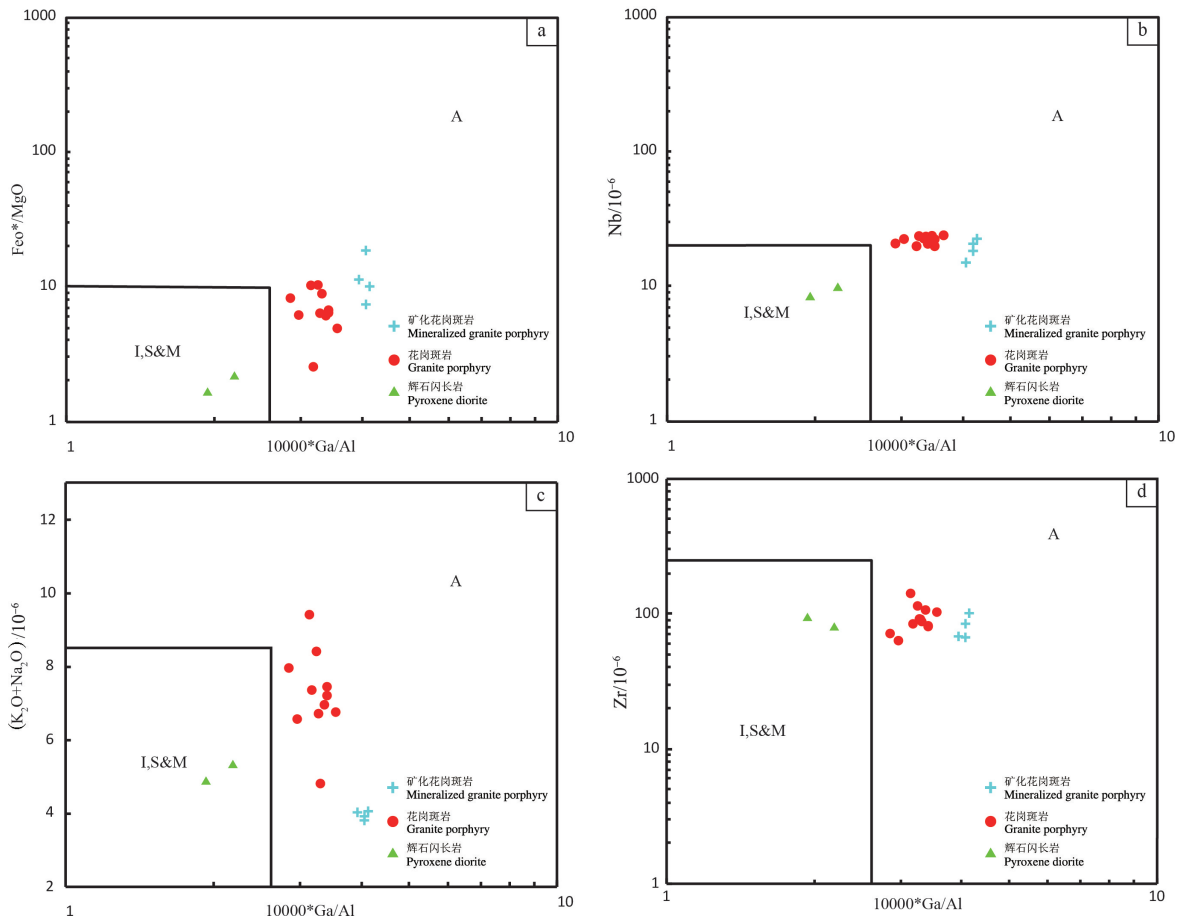 a
1000
100
10
1
Feo*/MgO
A
I,S&M
矿化花岗斑岩
Mineralized granite porphyry
花岗斑岩
Granite porphyry
辉石闪长岩
Pyroxene diorite
1
10000*Ga/Al
10
b
1000
100
10
1
Nb/10⁻⁶
A
I,S&M
矿化花岗斑岩
Mineralized granite porphyry
花岗斑岩
Granite porphyry
辉石闪长岩
Pyroxene diorite
1
10000*Ga/Al
10
c
12
10
8
6
4
2
(K₂O+Na₂O)/10⁻⁶
A
I,S&M
矿化花岗斑岩
Mineralized granite porphyry
花岗斑岩
Granite porphyry
辉石闪长岩
Pyroxene diorite
1
10000*Ga/Al
10
d
1000
100
10
1
Zr/10⁻⁶
A
I,S&M
矿化花岗斑岩
Mineralized granite porphyry
花岗斑岩
Granite porphyry
辉石闪长岩
Pyroxene diorite
1
10000*Ga/Al
10